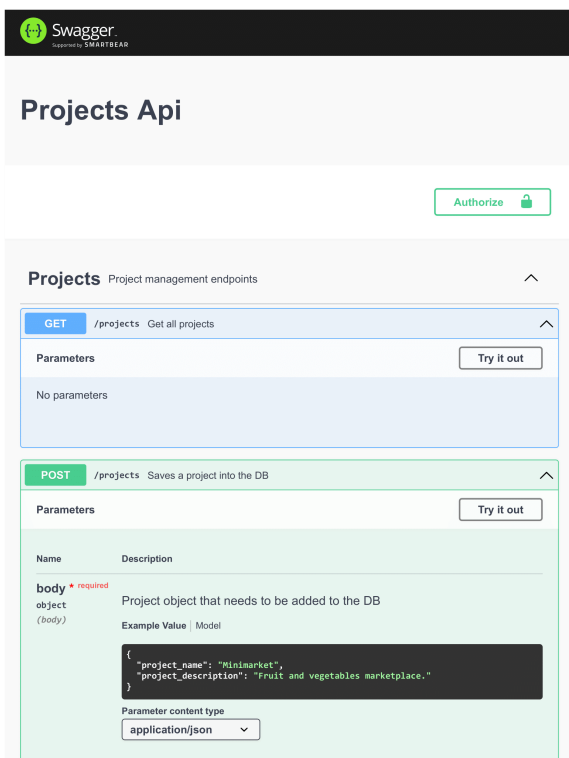 {··} Swagger.
Supported by SMARTBEAR
Projects Api
Authorize
Projects Project management endpoints
GET /projects Get all projects
Parameters Try it out
No parameters
POST /projects Saves a project into the DB
Parameters Try it out
Name Description
body * required
object
(body)
Project object that needs to be added to the DB
Example Value | Model
{
  "project_name": "Minimarket",
  "project_description": "Fruit and vegetables marketplace."
}
Parameter content type
application/json